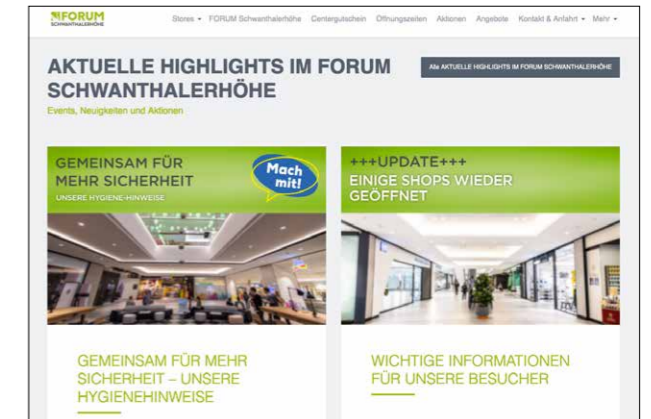 FORUM
SCHWANTHALERHÖHE
Stores FORUM Schwanthalerhöhe Centergutschein Öffnungszeiten Aktionen Angebote Kontakt & Anfahrt Mehr
AKTUELLE HIGHLIGHTS IM FORUM
SCHWANTHALERHÖHE
Alle AKTUELLE HIGHLIGHTS IM FORUM SCHWANTHALERHÖHE
Events, Neuigkeiten und Aktionen
GEMEINSAM FÜR
MEHR SICHERHEIT
UNSERE HYGIENE-HINWEISE
Mach
mit!
+++UPDATE+++
EINIGE SHOPS WIEDER
GEÖFFNET
GEMEINSAM FÜR MEHR
SICHERHEIT – UNSERE
HYGIENEHINWEISE
WICHTIGE INFORMATIONEN
FÜR UNSERE BESUCHER